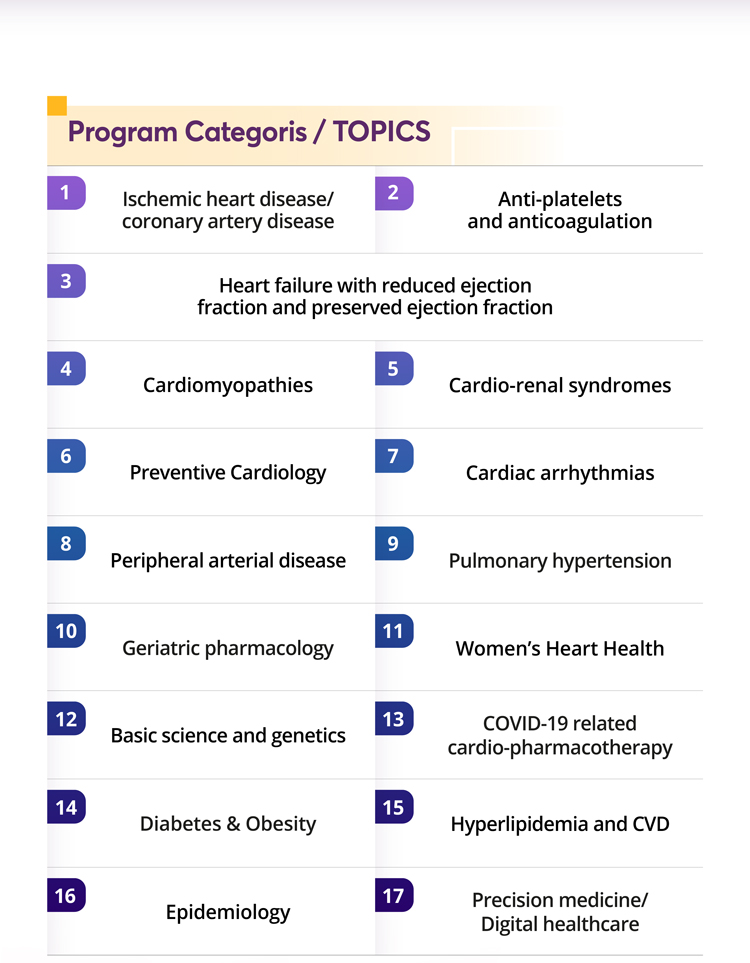 Program Categoris / TOPICS
1
Ischemic heart disease/
coronary artery disease
2
Anti-platelets
and anticoagulation
3
Heart failure with reduced ejection
fraction and preserved ejection fraction
4
Cardiomyopathies
5
Cardio-renal syndromes
6
Preventive Cardiology
7
Cardiac arrhythmias
8
Peripheral arterial disease
9
Pulmonary hypertension
10
Geriatric pharmacology
11
Women’s Heart Health
12
Basic science and genetics
13
COVID-19 related
cardio-pharmacotherapy
14
Diabetes & Obesity
15
Hyperlipidemia and CVD
16
Epidemiology
17
Precision medicine/
Digital healthcare